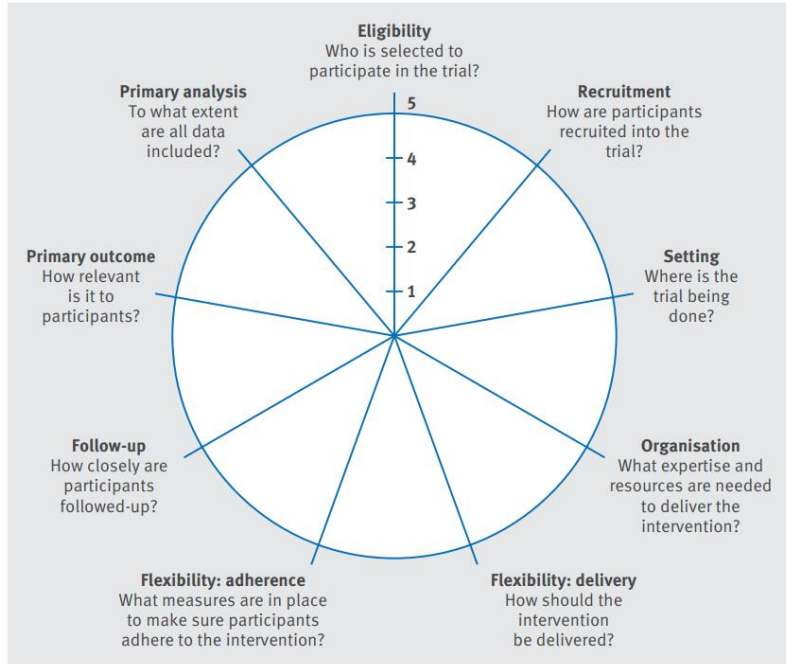 Eligibility
Who is selected to
participate in the trial?
Primary analysis
To what extent
are all data
included?
Recruitment
How are participants
recruited into the
trial?
5
4
3
2
1
Primary outcome
How relevant
is it to
participants?
Setting
Where is the
trial being
done?
Follow-up
How closely are
participants
followed-up?
Organisation
What expertise and
resources are needed
to deliver the
intervention?
Flexibility: adherence
What measures are in place
to make sure participants
adhere to the intervention?
Flexibility: delivery
How should the
intervention
be delivered?